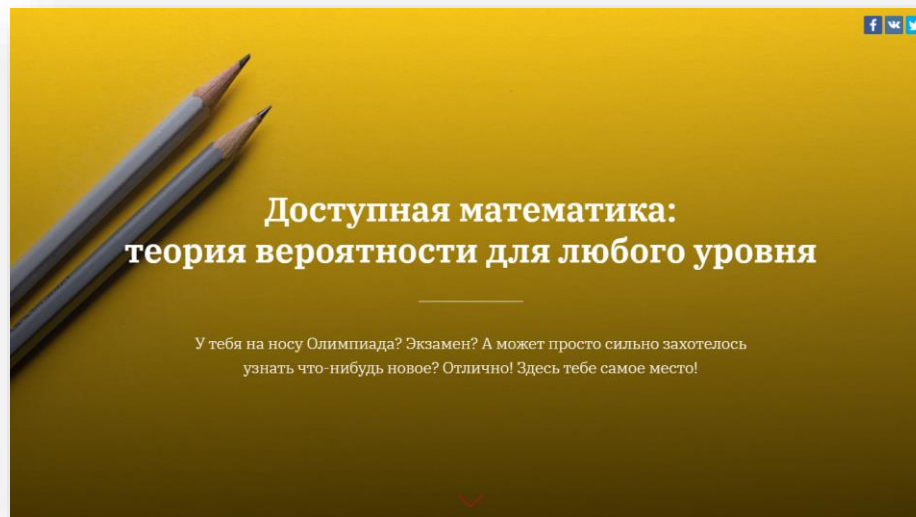 Доступная математика:
теория вероятности для любого уровня
У тебя на носу Олимпиада? Экзамен? А может просто сильно захотелось
узнать что-нибудь новое? Отлично! Здесь тебе самое место!